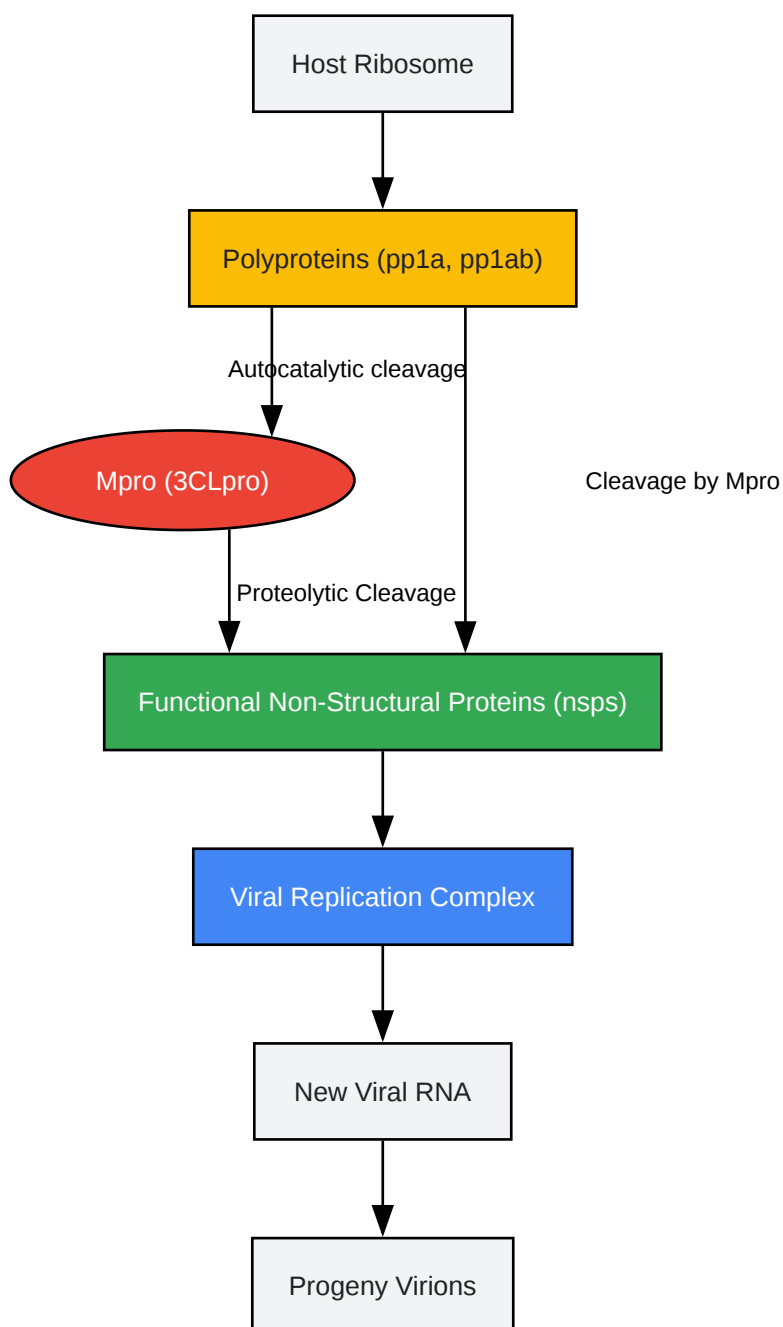 Host Ribosome
Polyproteins (pp1a, pp1ab)
Autocatalytic cleavage
Mpro (3CLpro)
Cleavage by Mpro
Proteolytic Cleavage
Functional Non-Structural Proteins (nsps)
Viral Replication Complex
New Viral RNA
Progeny Virions